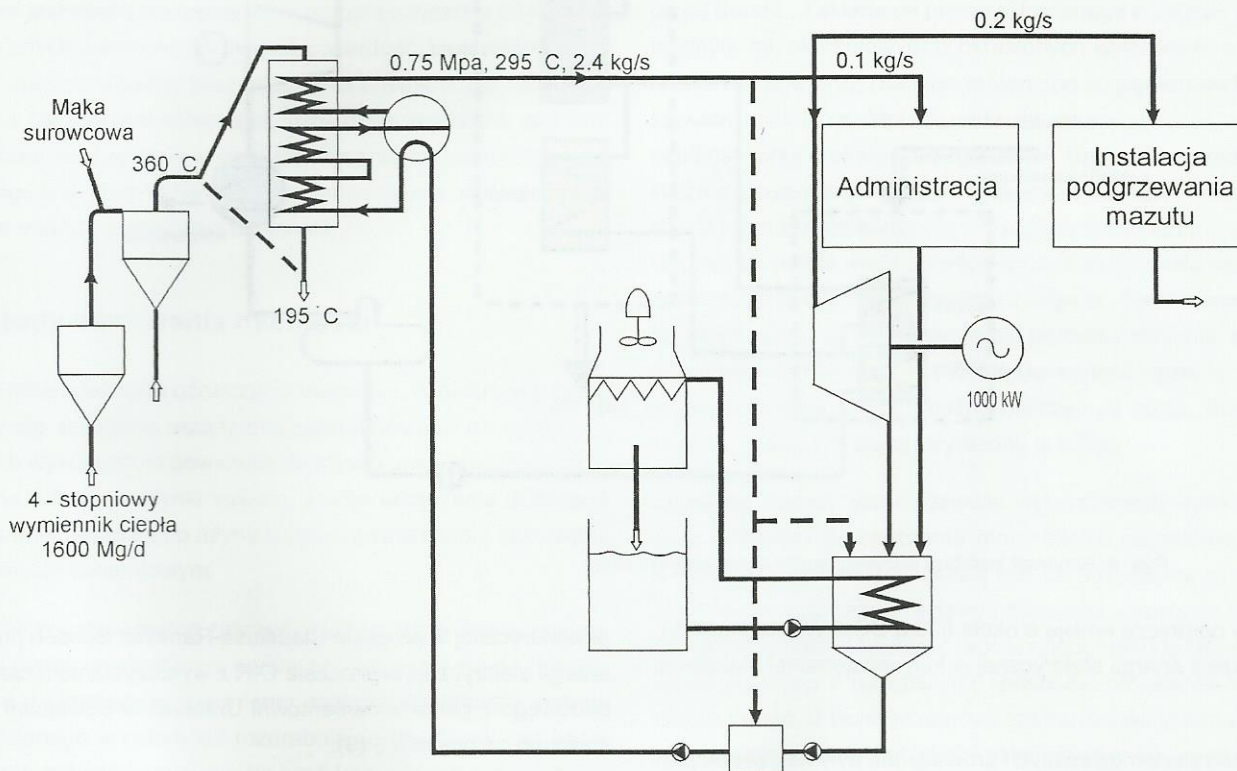 0.2 kg/s
0.75 Mpa, 295 °C, 2.4 kg/s
0.1 kg/s
Mąka
surowcowa
360 °C
Administracja
Instalacja
podgrzewania
mazutu
195 °C
1000 kW
4 - stopniowy
wymiennik ciepła
1600 Mg/d